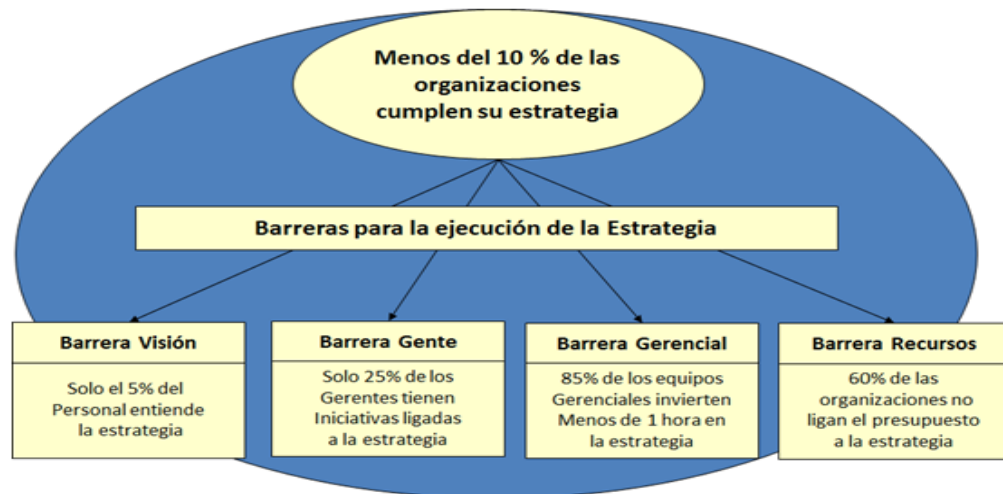 Menos del 10 % de las
organizaciones
cumplen su estrategia
Barreras para la ejecución de la Estrategia
Barrera Visión
Solo el 5% del
Personal entiende
la estrategia
Barrera Gente
Solo 25% de los
Gerentes tienen
Iniciativas ligadas
a la estrategia
Barrera Gerencial
85% de los equipos
Gerenciales invierten
Menos de 1 hora en
la estrategia
Barrera Recursos
60% de las
organizaciones no
ligan el presupuesto
a la estrategia